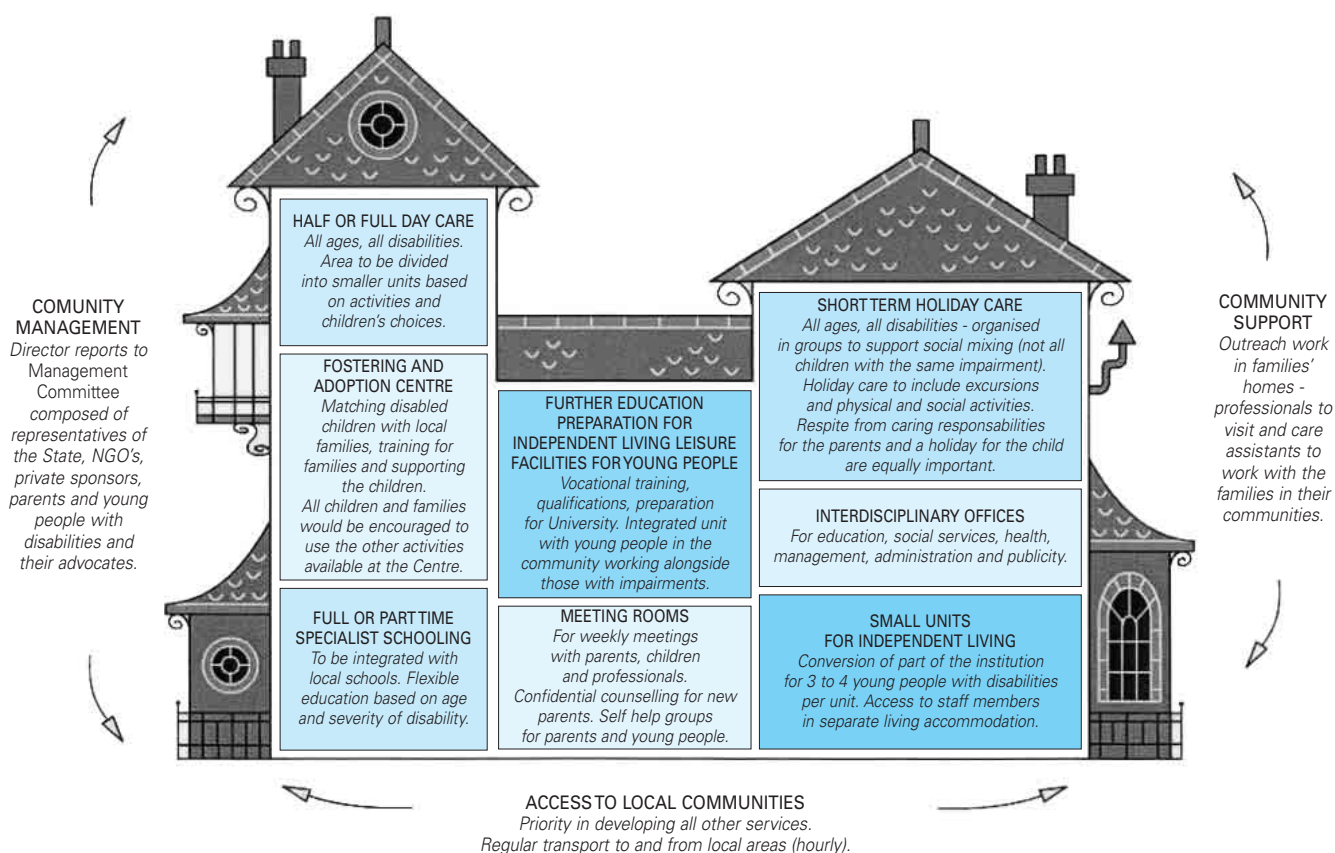 HALF OR FULL DAY CARE
All ages, all disabilities.
Area to be divided
into smaller units based
on activities and
children's choices.
FOSTERING AND
ADOPTION CENTRE
Matching disabled
children with local
families, training for
families and supporting
the children.
All children and families
would be encouraged to
use the other activities
available at the Centre.
FULL OR PART TIME
SPECIALIST SCHOOLING
To be integrated with
local schools. Flexible
education based on age
and severity of disability.
FURTHER EDUCATION
PREPARATION FOR
INDEPENDENT LIVING LEISURE
FACILITIES FOR YOUNG PEOPLE
Vocational training,
qualifications, preparation
for University. Integrated unit
with young people in the
community working alongside
those with impairments.
MEETING ROOMS
For weekly meetings
with parents, children
and professionals.
Confidential counselling for new
parents. Self help groups
for parents and young people.
SHORT TERM HOLIDAY CARE
All ages, all disabilities - organised
in groups to support social mixing (not all
children with the same impairment).
Holiday care to include excursions
and physical and social activities.
Respite from caring responsabilities
for the parents and a holiday for the child
are equally important.
INTERDISCIPLINARY OFFICES
For education, social services, health,
management, administration and publicity.
SMALL UNITS
FOR INDEPENDENT LIVING
Conversion of part of the institution
for 3 to 4 young people with disabilities
per unit. Access to staff members
in separate living accommodation.
COMUNITY
MANAGEMENT
Director reports to
Management
Committee
composed of
representatives of
the State, NGO's,
private sponsors,
parents and young
people with
disabilities and
their advocates.
COMMUNITY
SUPPORT
Outreach work
in families'
homes -
professionals to
visit and care
assistants to
work with the
families in their
communities.
ACCESS TO LOCAL COMMUNITIES
Priority in developing all other services.
Regular transport to and from local areas (hourly).